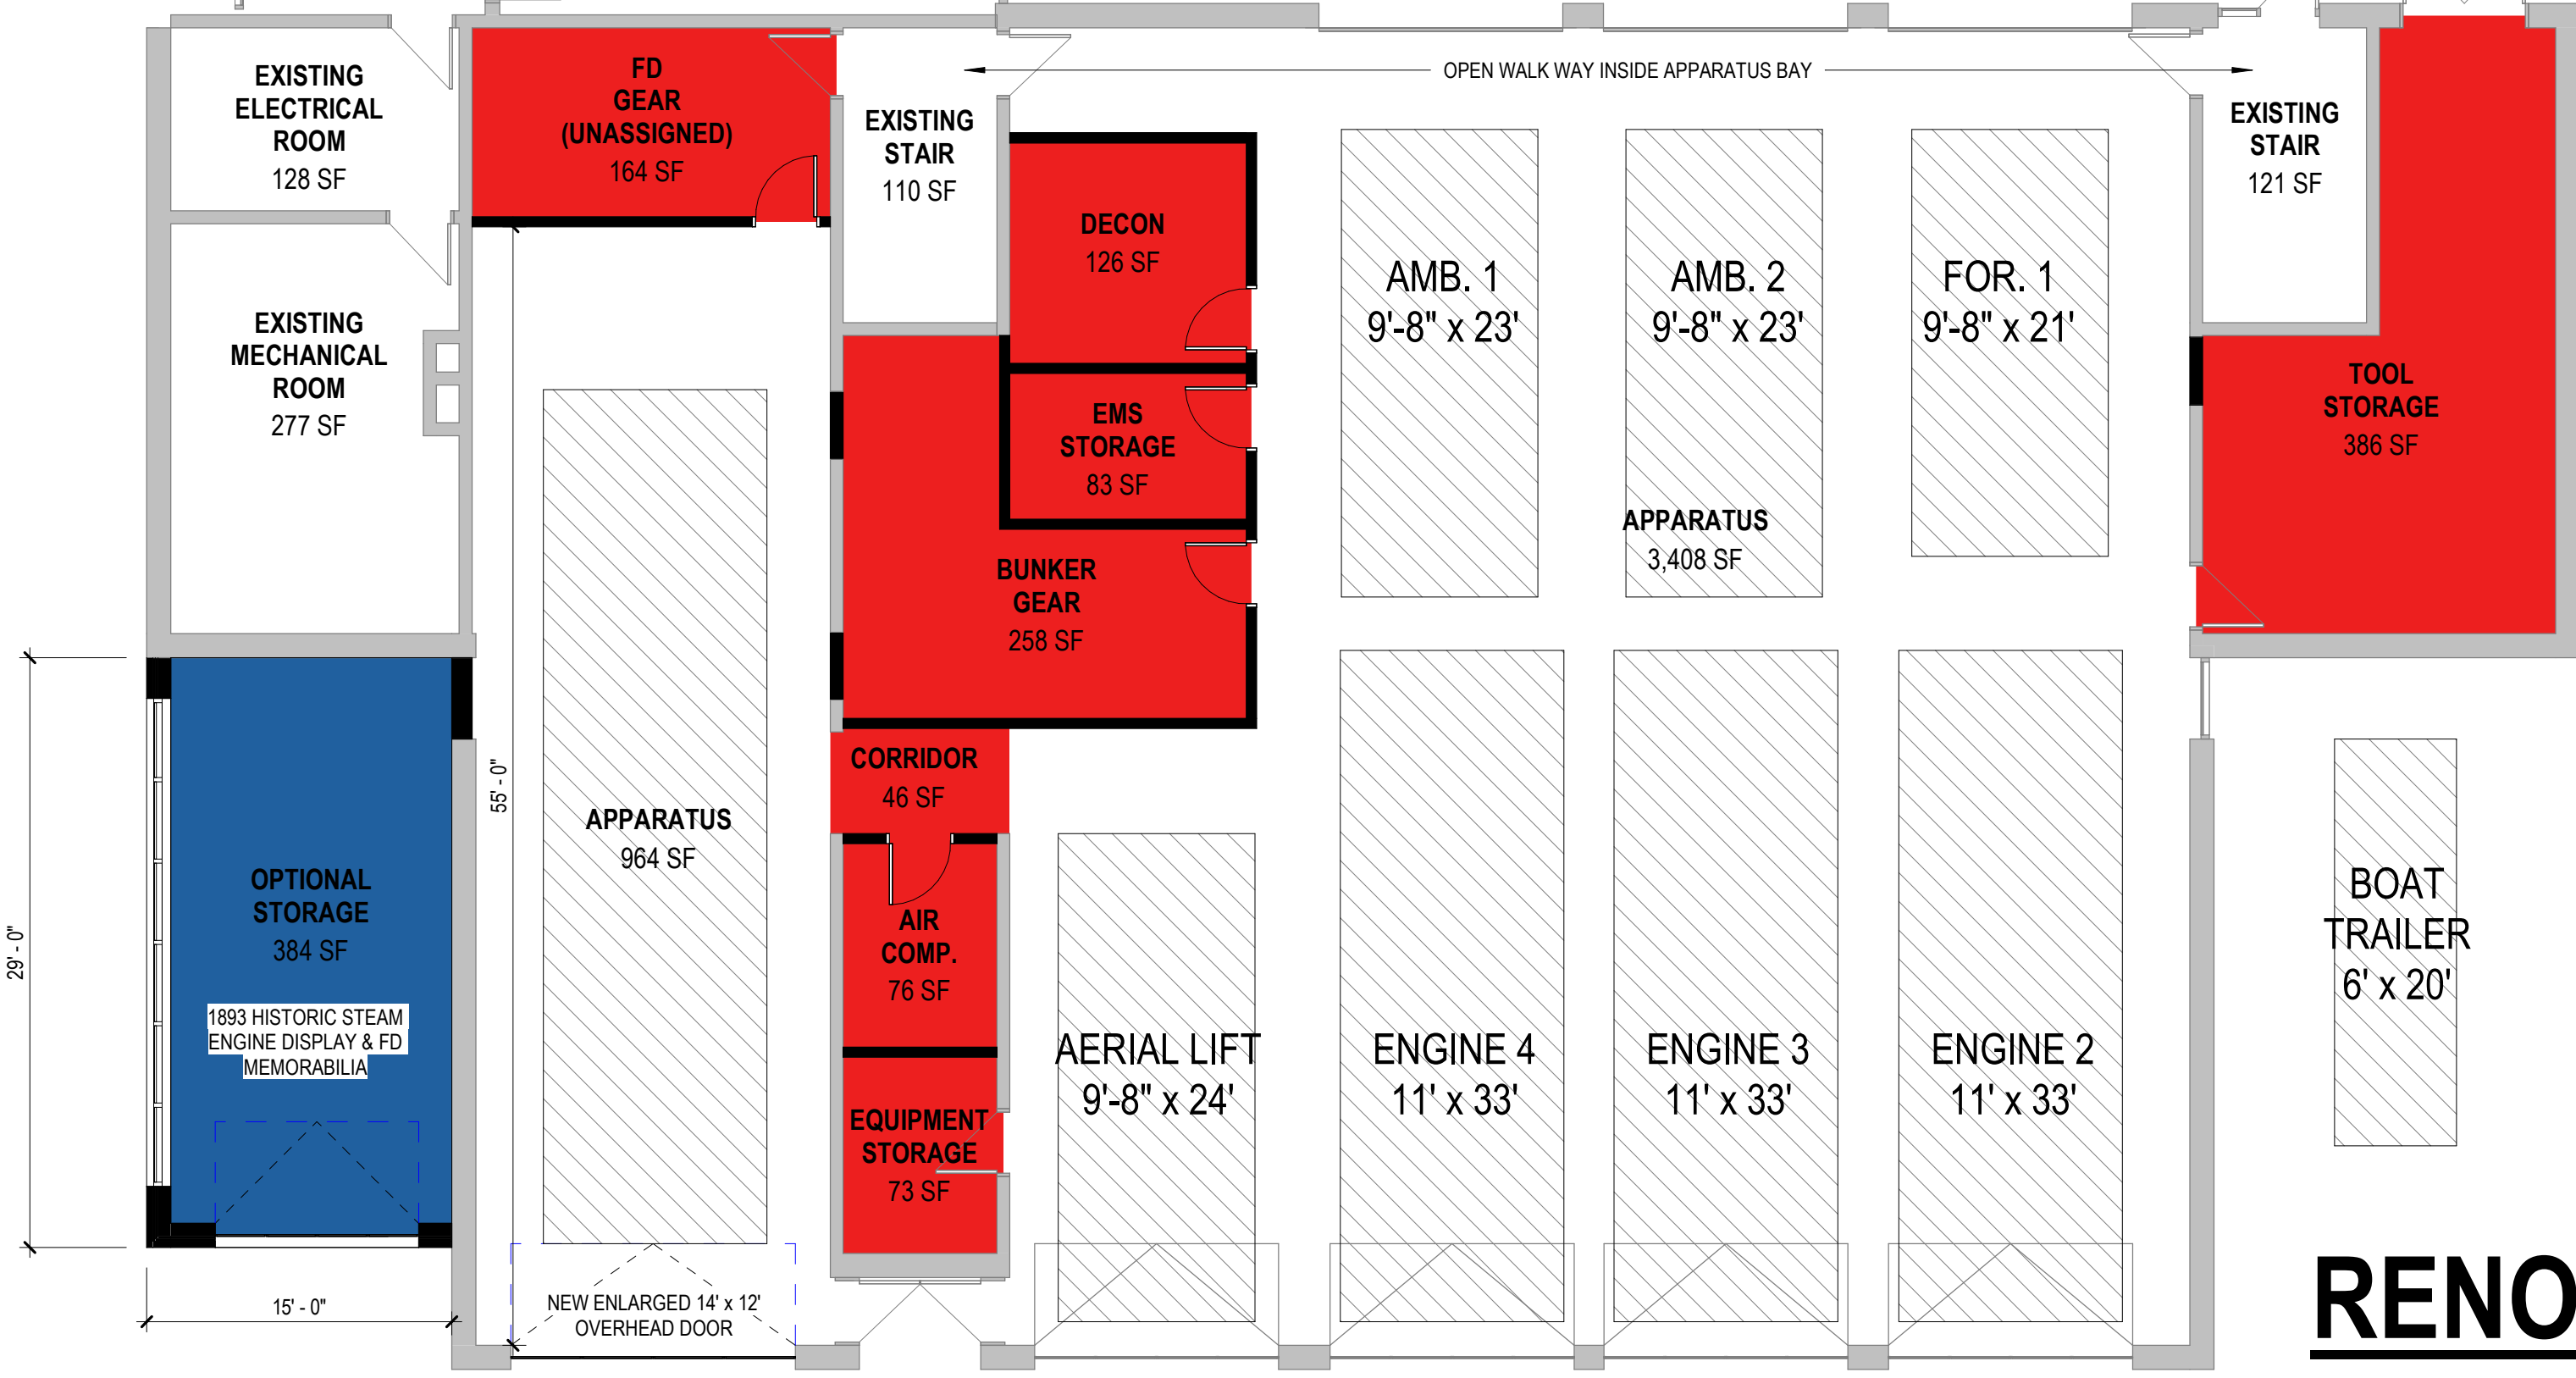 EXISTING
ELECTRICAL
ROOM
128 SF
FD
GEAR
(UNASSIGNED)
164 SF
EXISTING
STAIR
110 SF
OPEN WALK WAY INSIDE APPARATUS BAY
EXISTING
STAIR
121 SF
DECON
126 SF
AMB. 1
9'-8" x 23'
AMB. 2
9'-8" x 23'
FOR. 1
9'-8" x 21'
EXISTING
MECHANICAL
ROOM
277 SF
EMS
STORAGE
83 SF
TOOL
STORAGE
386 SF
APPARATUS
3,408 SF
BUNKER
GEAR
258 SF
CORRIDOR
46 SF
55' - 0"
APPARATUS
964 SF
29' - 0"
OPTIONAL
STORAGE
384 SF
1893 HISTORIC STEAM
ENGINE DISPLAY & FD
MEMORABILIA
AIR
COMP.
76 SF
EQUIPMENT
STORAGE
73 SF
AERIAL LIFT
9'-8" x 24'
ENGINE 4
11' x 33'
ENGINE 3
11' x 33'
ENGINE 2
11' x 33'
BOAT
TRAILER
6' x 20'
15' - 0"
NEW ENLARGED 14' x 12'
OVERHEAD DOOR
RENO